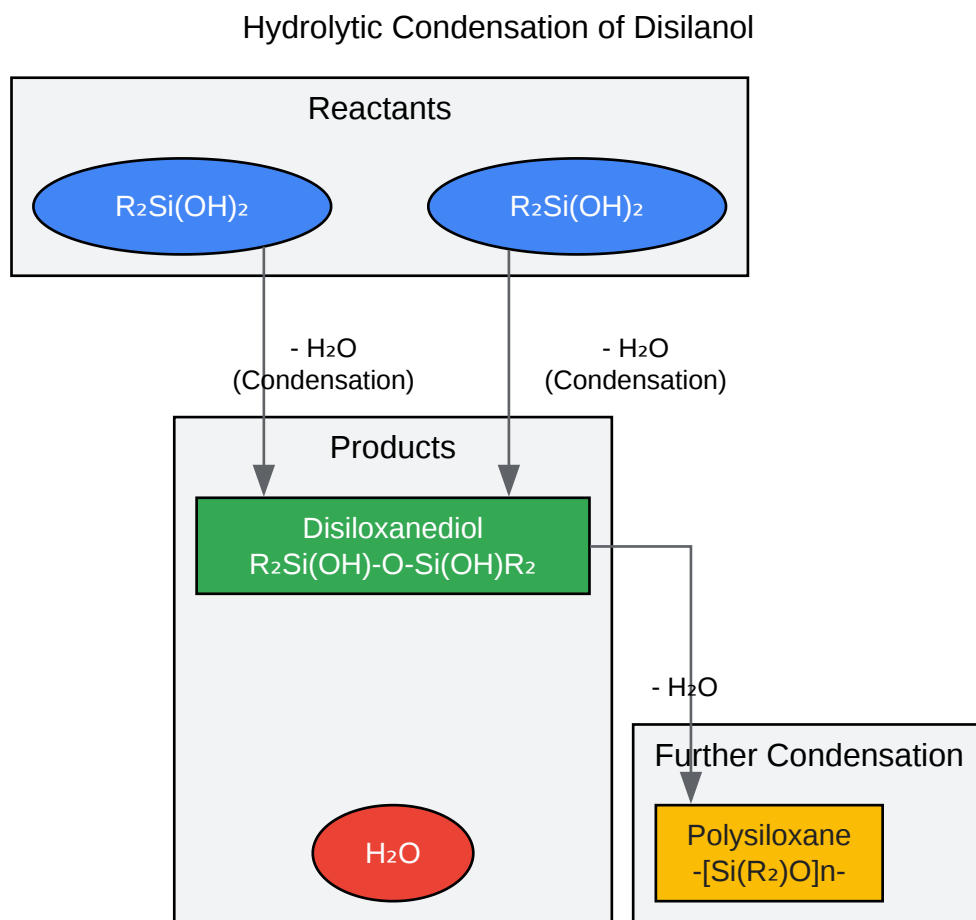 Hydrolytic Condensation of Disilanol
Reactants
R₂Si(OH)₂
R₂Si(OH)₂
- H₂O
(Condensation)
- H₂O
(Condensation)
Products
Disiloxanediol
R₂Si(OH)-O-Si(OH)R₂
- H₂O
Further Condensation
Polysiloxane
-[Si(R₂)O]n-
H₂O